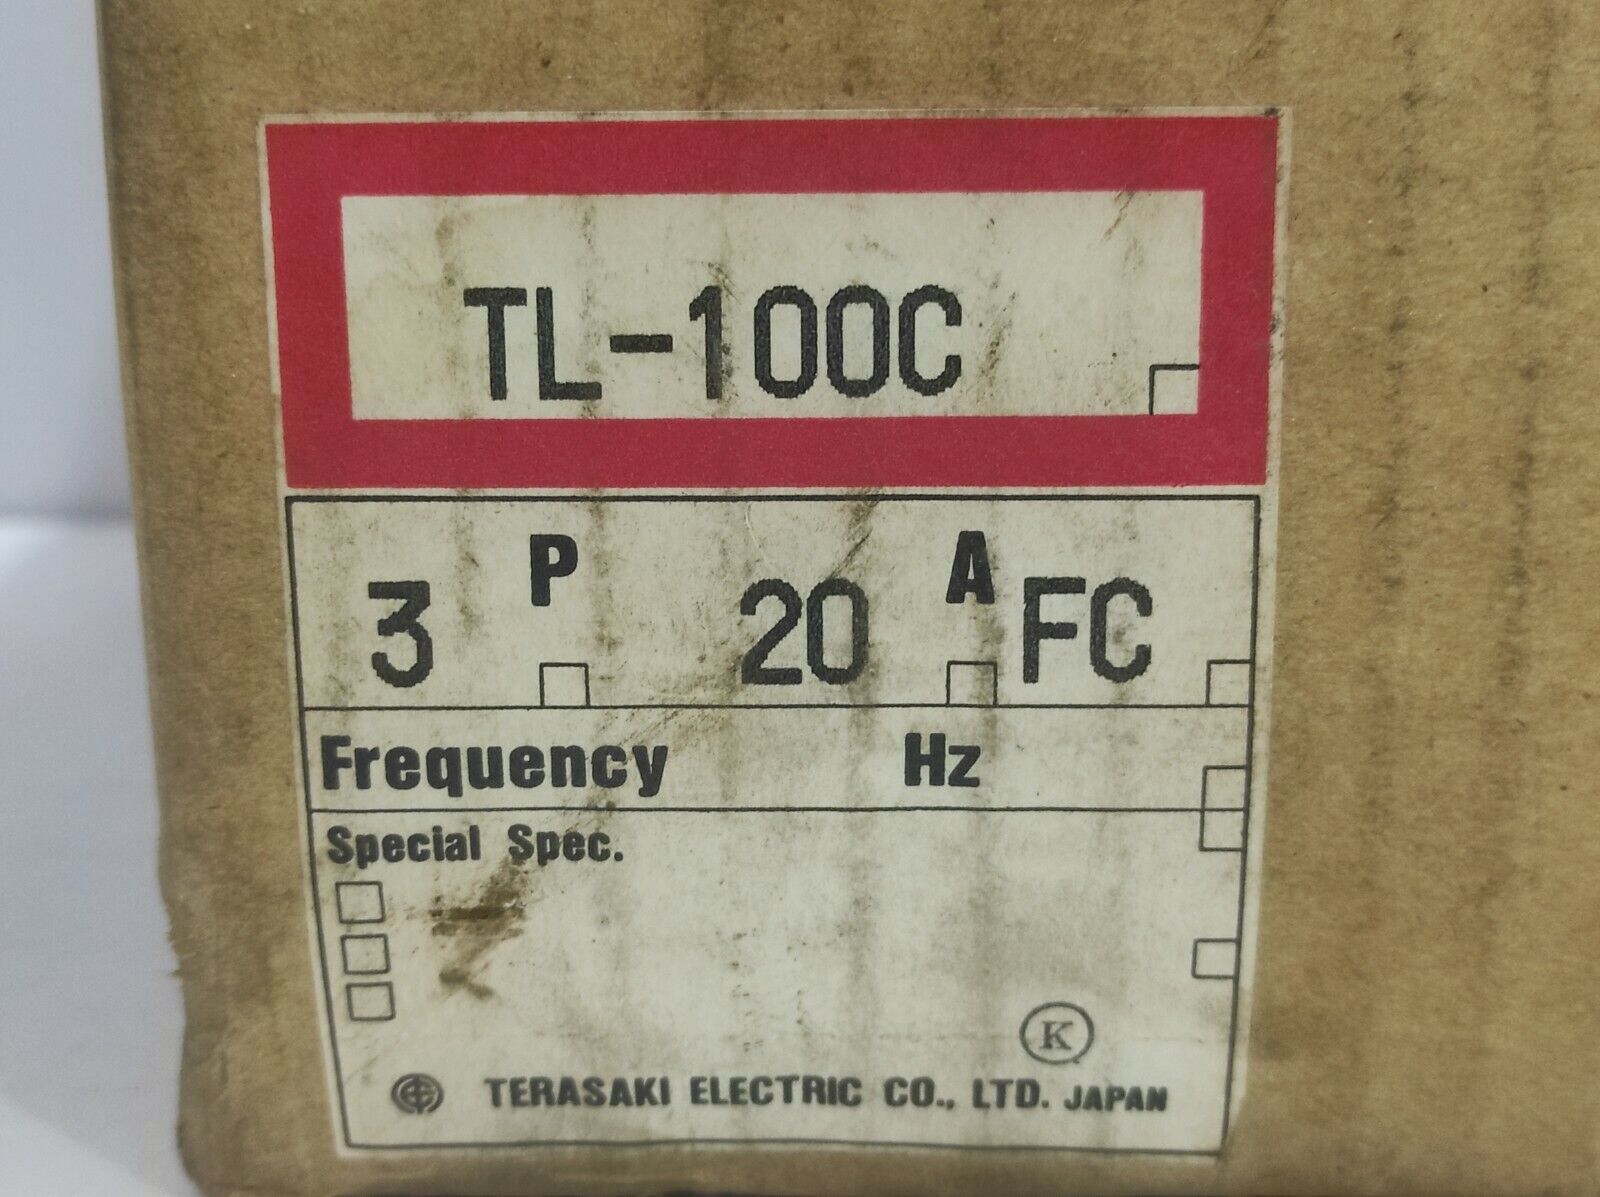 TL-100C
3 P 20 A FC
Frequency Hz
Special Spec.
K
TERASAKI ELECTRIC CO., LTD. JAPAN